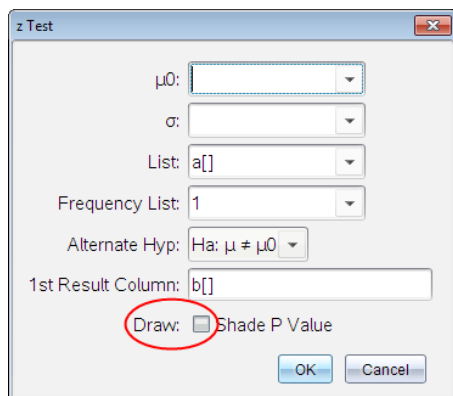 z Test
μ0:
σ:
List: a[]
Frequency List: 1
Alternate Hyp: Ha: μ ≠ μ0
1st Result Column: b[]
Draw: Shade P Value
OK Cancel